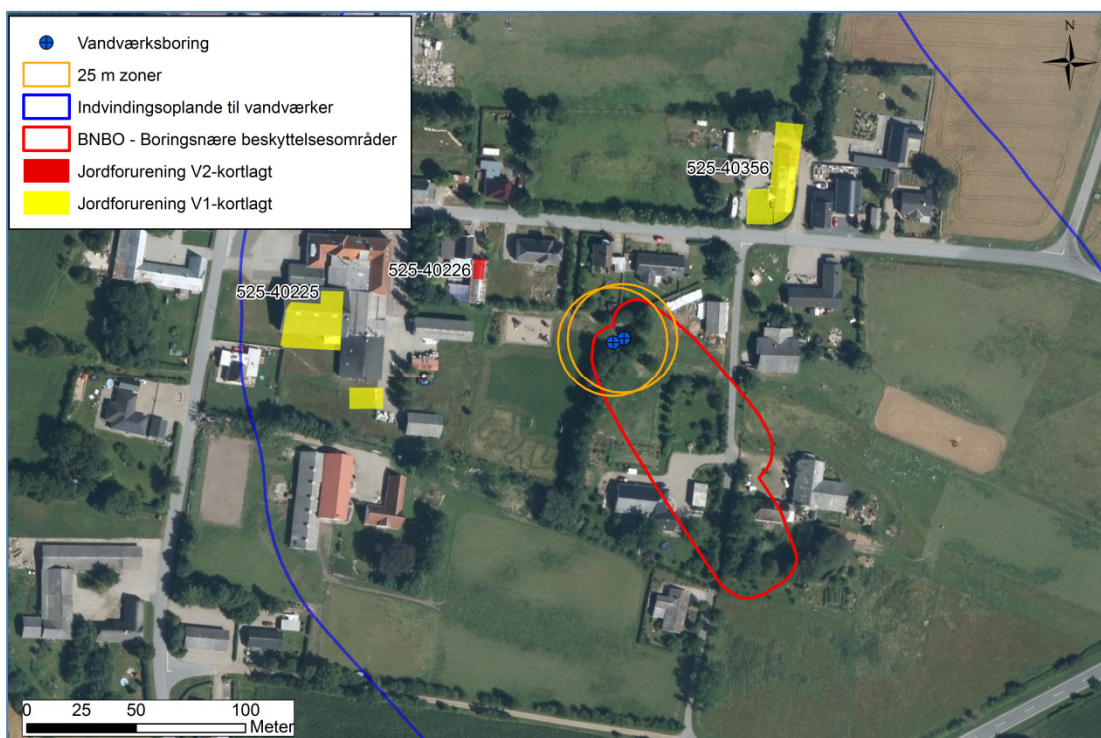 Vandværksboring
25 m zoner
Indvindingsoplande til vandværker
BNBO - Boringsnære beskyttelsesområder
Jordforurening V2-kortlagt
Jordforurening V1-kortlagt
N
525-40356
525-40226
525-40225
0 25 50 100
Meter